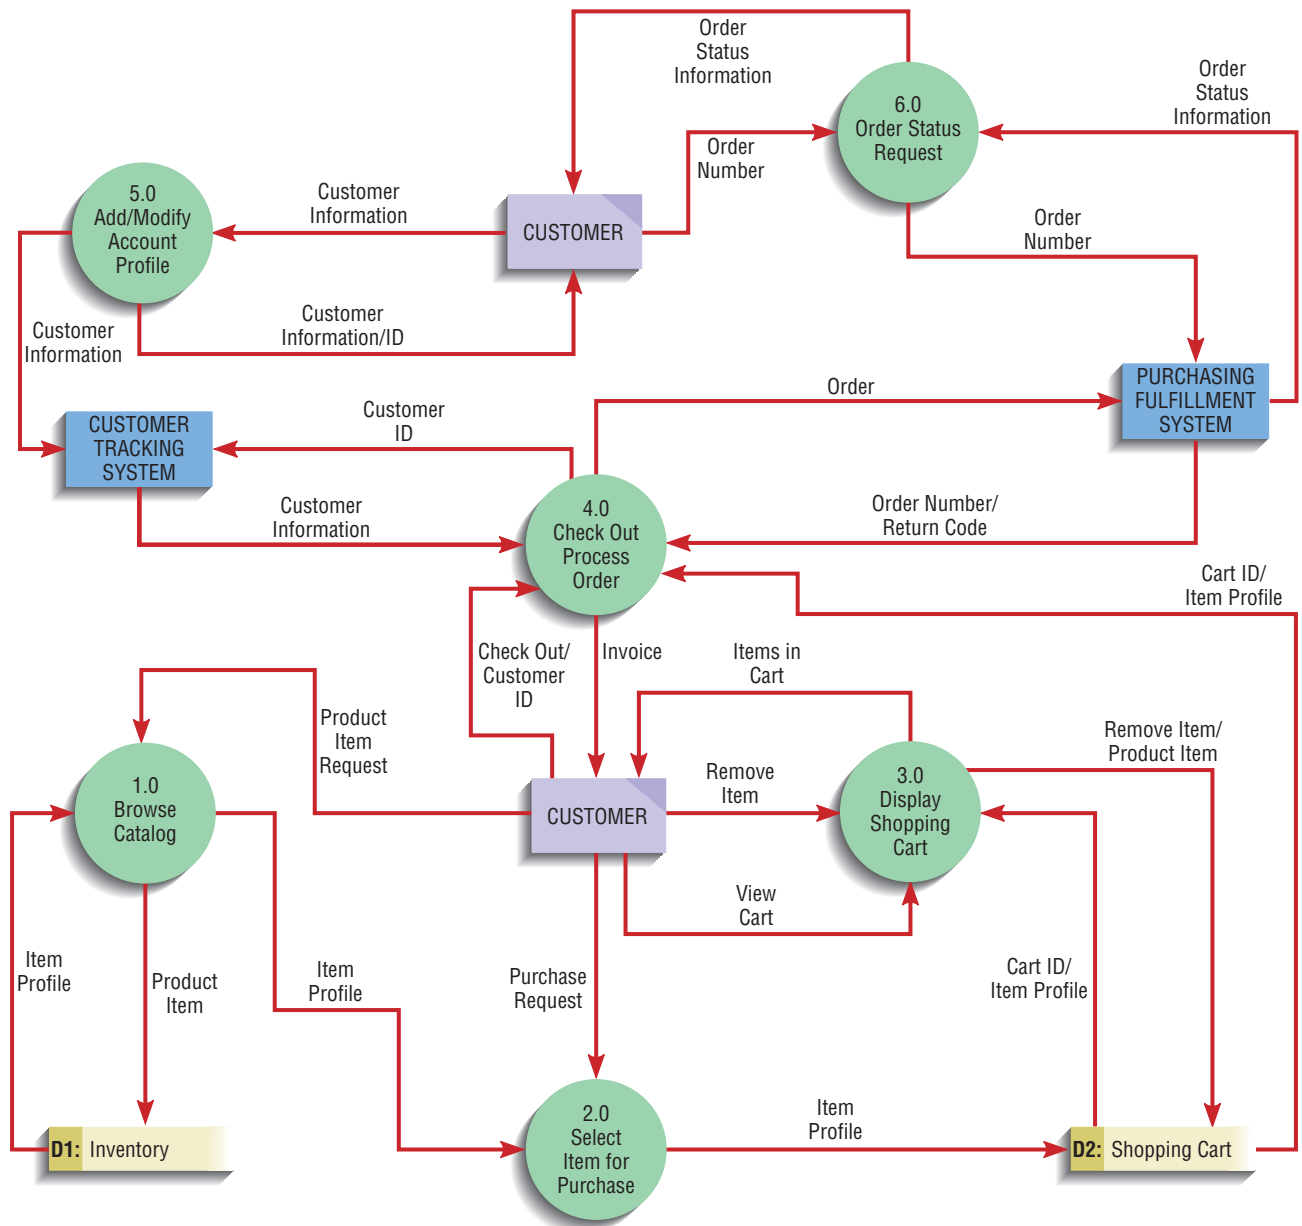 Order
Status
Information
6.0
Order Status
Request
Order
Status
Information
Order
Number
5.0
Add/Modify
Account
Profile
Customer
Information
CUSTOMER
Order
Number
Customer
Information
Customer
Information/ID
Order
PURCHASING
FULFILLMENT
SYSTEM
CUSTOMER
TRACKING
SYSTEM
Customer
ID
Customer
Information
4.0
Check Out
Process
Order
Order Number/
Return Code
Cart ID/
Item Profile
Check Out/
Customer
ID
Invoice
Items in
Cart
Product
Item
Request
Remove Item/
Product Item
1.0
Browse
Catalog
CUSTOMER
Remove
Item
3.0
Display
Shopping
Cart
View
Cart
Item
Profile
Product
Item
Item
Profile
Purchase
Request
Cart ID/
Item Profile
D1: Inventory
2.0
Select
Item for
Purchase
Item
Profile
D2: Shopping Cart